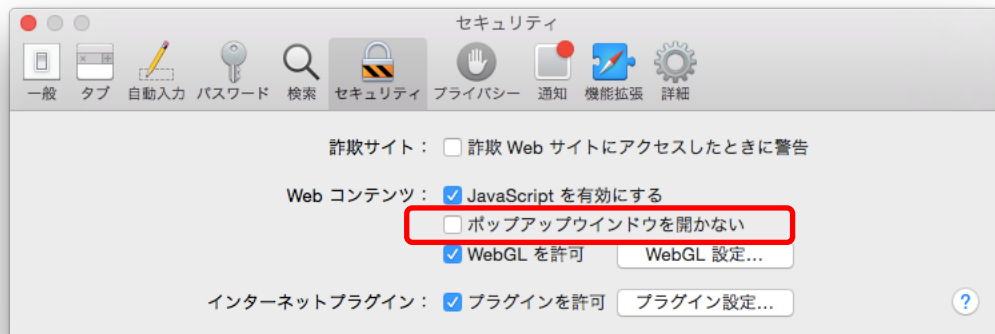 セキュリティ
一般 タブ 自動入力 パスワード 検索 セキュリティ プライバシー 通知 機能拡張 詳細
詐欺サイト： 詐欺 Web サイトにアクセスしたときに警告
Web コンテンツ： JavaScript を有効にする
ポップアップウインドウを開かない
WebGL を許可 WebGL 設定...
インターネットプラグイン： プラグインを許可 プラグイン設定...
?